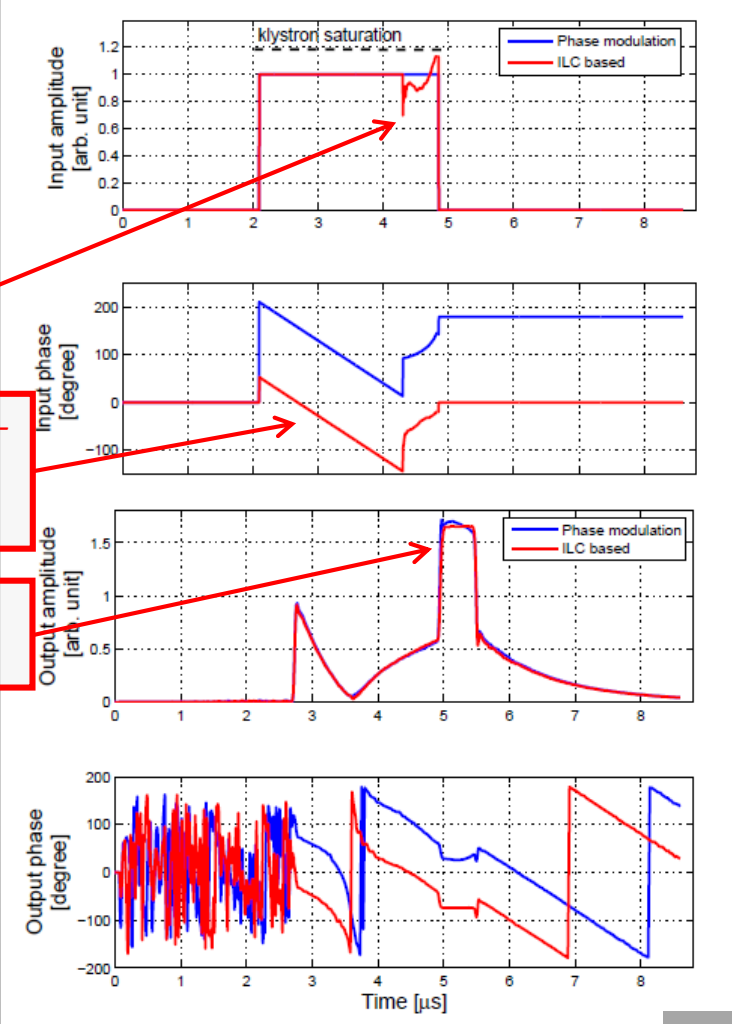 klystron saturation
Phase modulation
ILC based
Input amplitude
[arb. unit]
1.2
1
0.8
0.6
0.4
0.2
0
0 1 2 3 4 5 6 7 8
Input phase
[degree]
200
100
0
−100
Phase modulation
ILC based
Output amplitude
[arb. unit]
1.5
1
0.5
0
0 1 2 3 4 5 6 7 8
Output phase
[degree]
200
100
0
−100
−200
0 1 2 3 4 5 6 7 8
Time [μs]